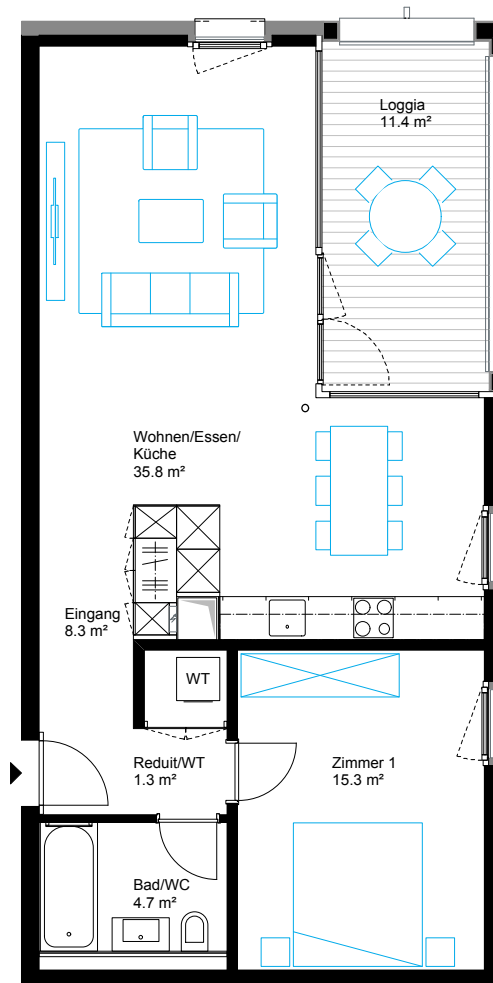 Loggia
11.4 m²
Wohnen/Essen/
Küche
35.8 m²
Eingang
8.3 m²
WT
Reduit/WT
1.3 m²
Zimmer 1
15.3 m²
Bad/WC
4.7 m²